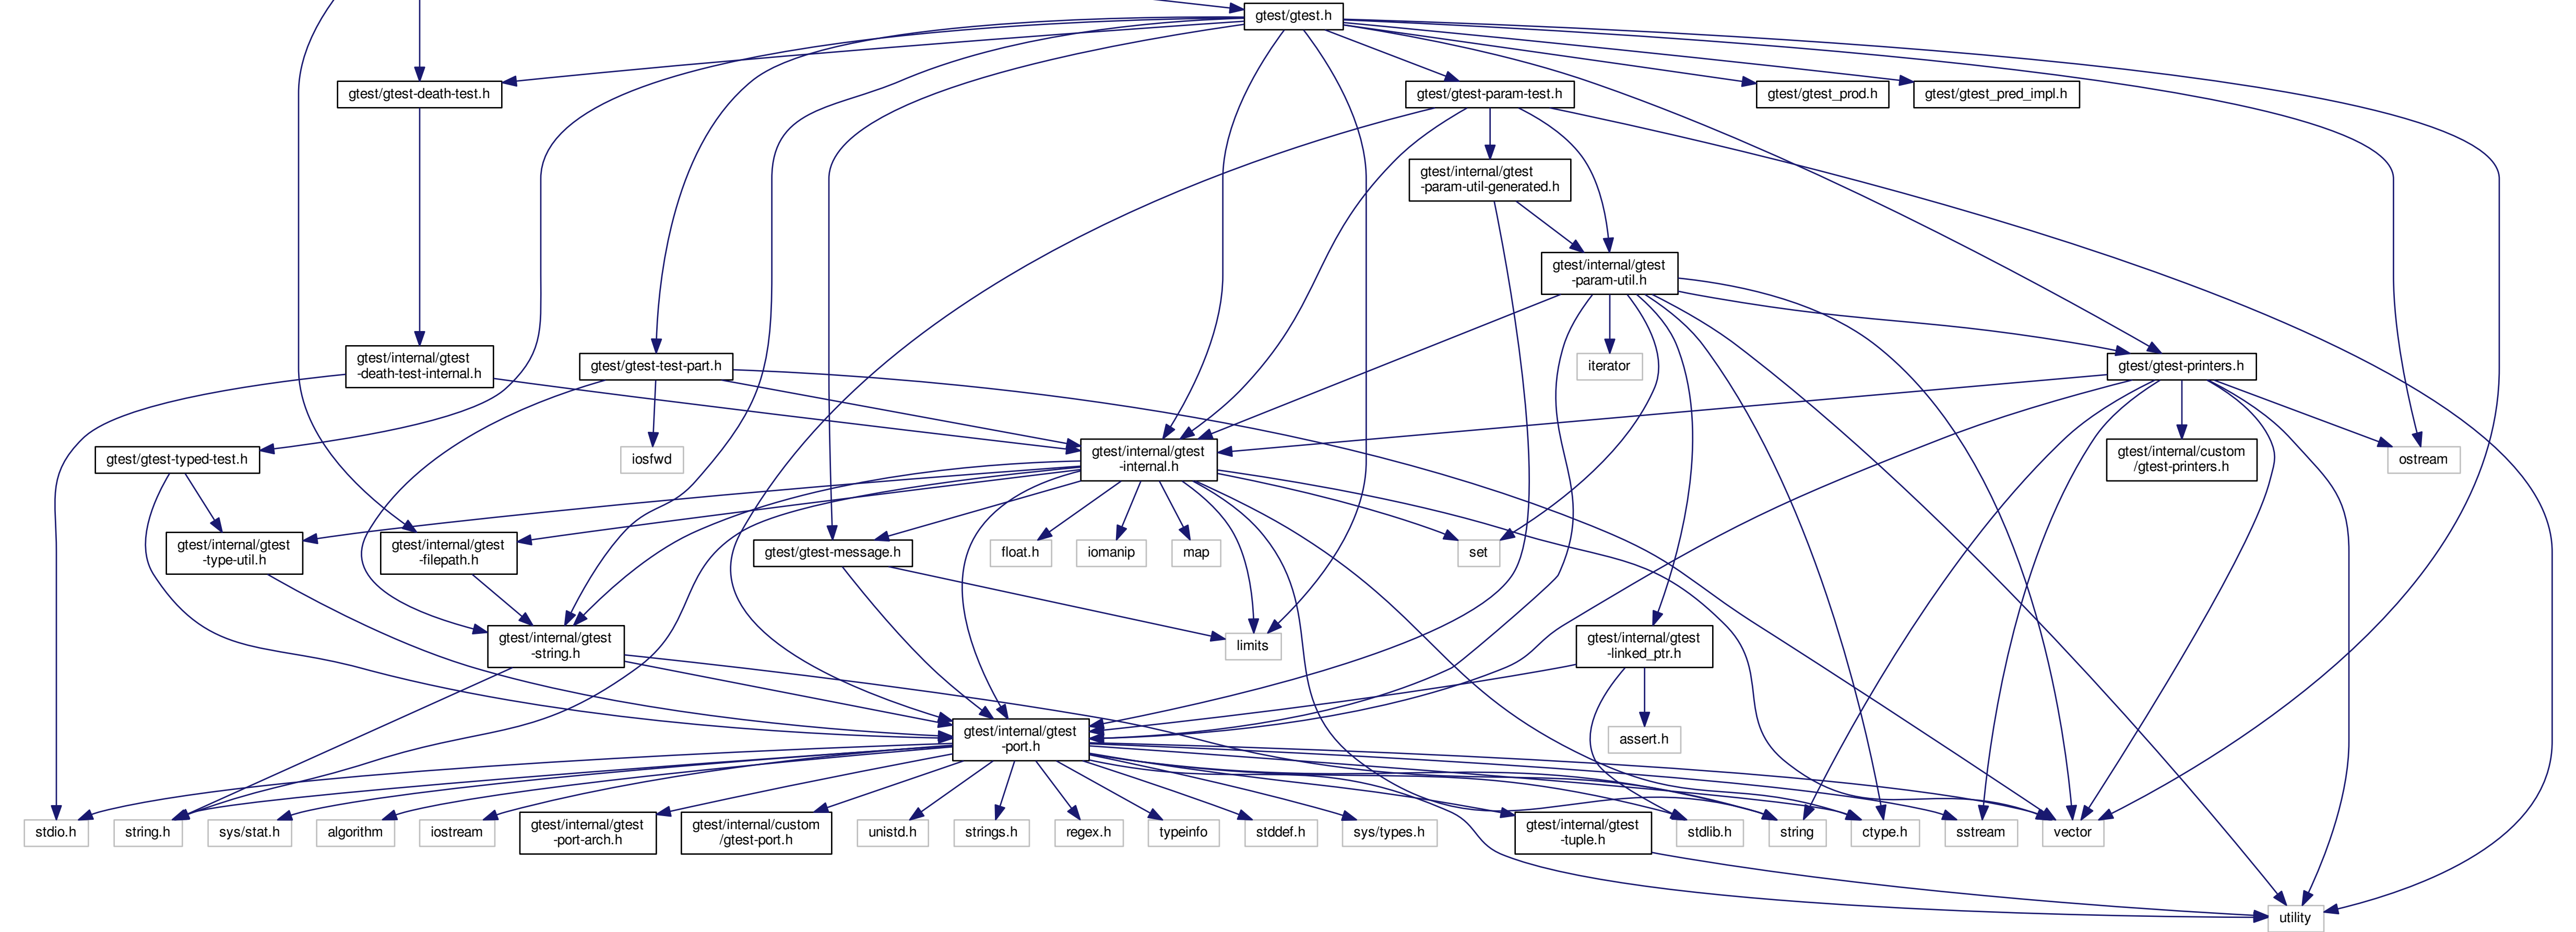 gtest/gtest.h
gtest/gtest-death-test.h
gtest/gtest-param-test.h
gtest/gtest_prod.h
gtest/gtest_pred_impl.h
gtest/internal/gtest
-param-util-generated.h
gtest/internal/gtest
-param-util.h
gtest/internal/gtest
-death-test-internal.h
gtest/gtest-test-part.h
iterator
gtest/gtest-printers.h
gtest/gtest-typed-test.h
iosfwd
gtest/internal/gtest
-internal.h
gtest/internal/custom
/gtest-printers.h
ostream
gtest/internal/gtest
-type-util.h
gtest/internal/gtest
-filepath.h
gtest/gtest-message.h
float.h
iomanip
map
set
gtest/internal/gtest
-string.h
limits
gtest/internal/gtest
-linked_ptr.h
gtest/internal/gtest
-port.h
assert.h
stdio.h
string.h
sys/stat.h
algorithm
iostream
gtest/internal/gtest
-port-arch.h
gtest/internal/custom
/gtest-port.h
unistd.h
strings.h
regex.h
typeinfo
stddef.h
sys/types.h
gtest/internal/gtest
-tuple.h
stdlib.h
string
ctype.h
sstream
vector
utility